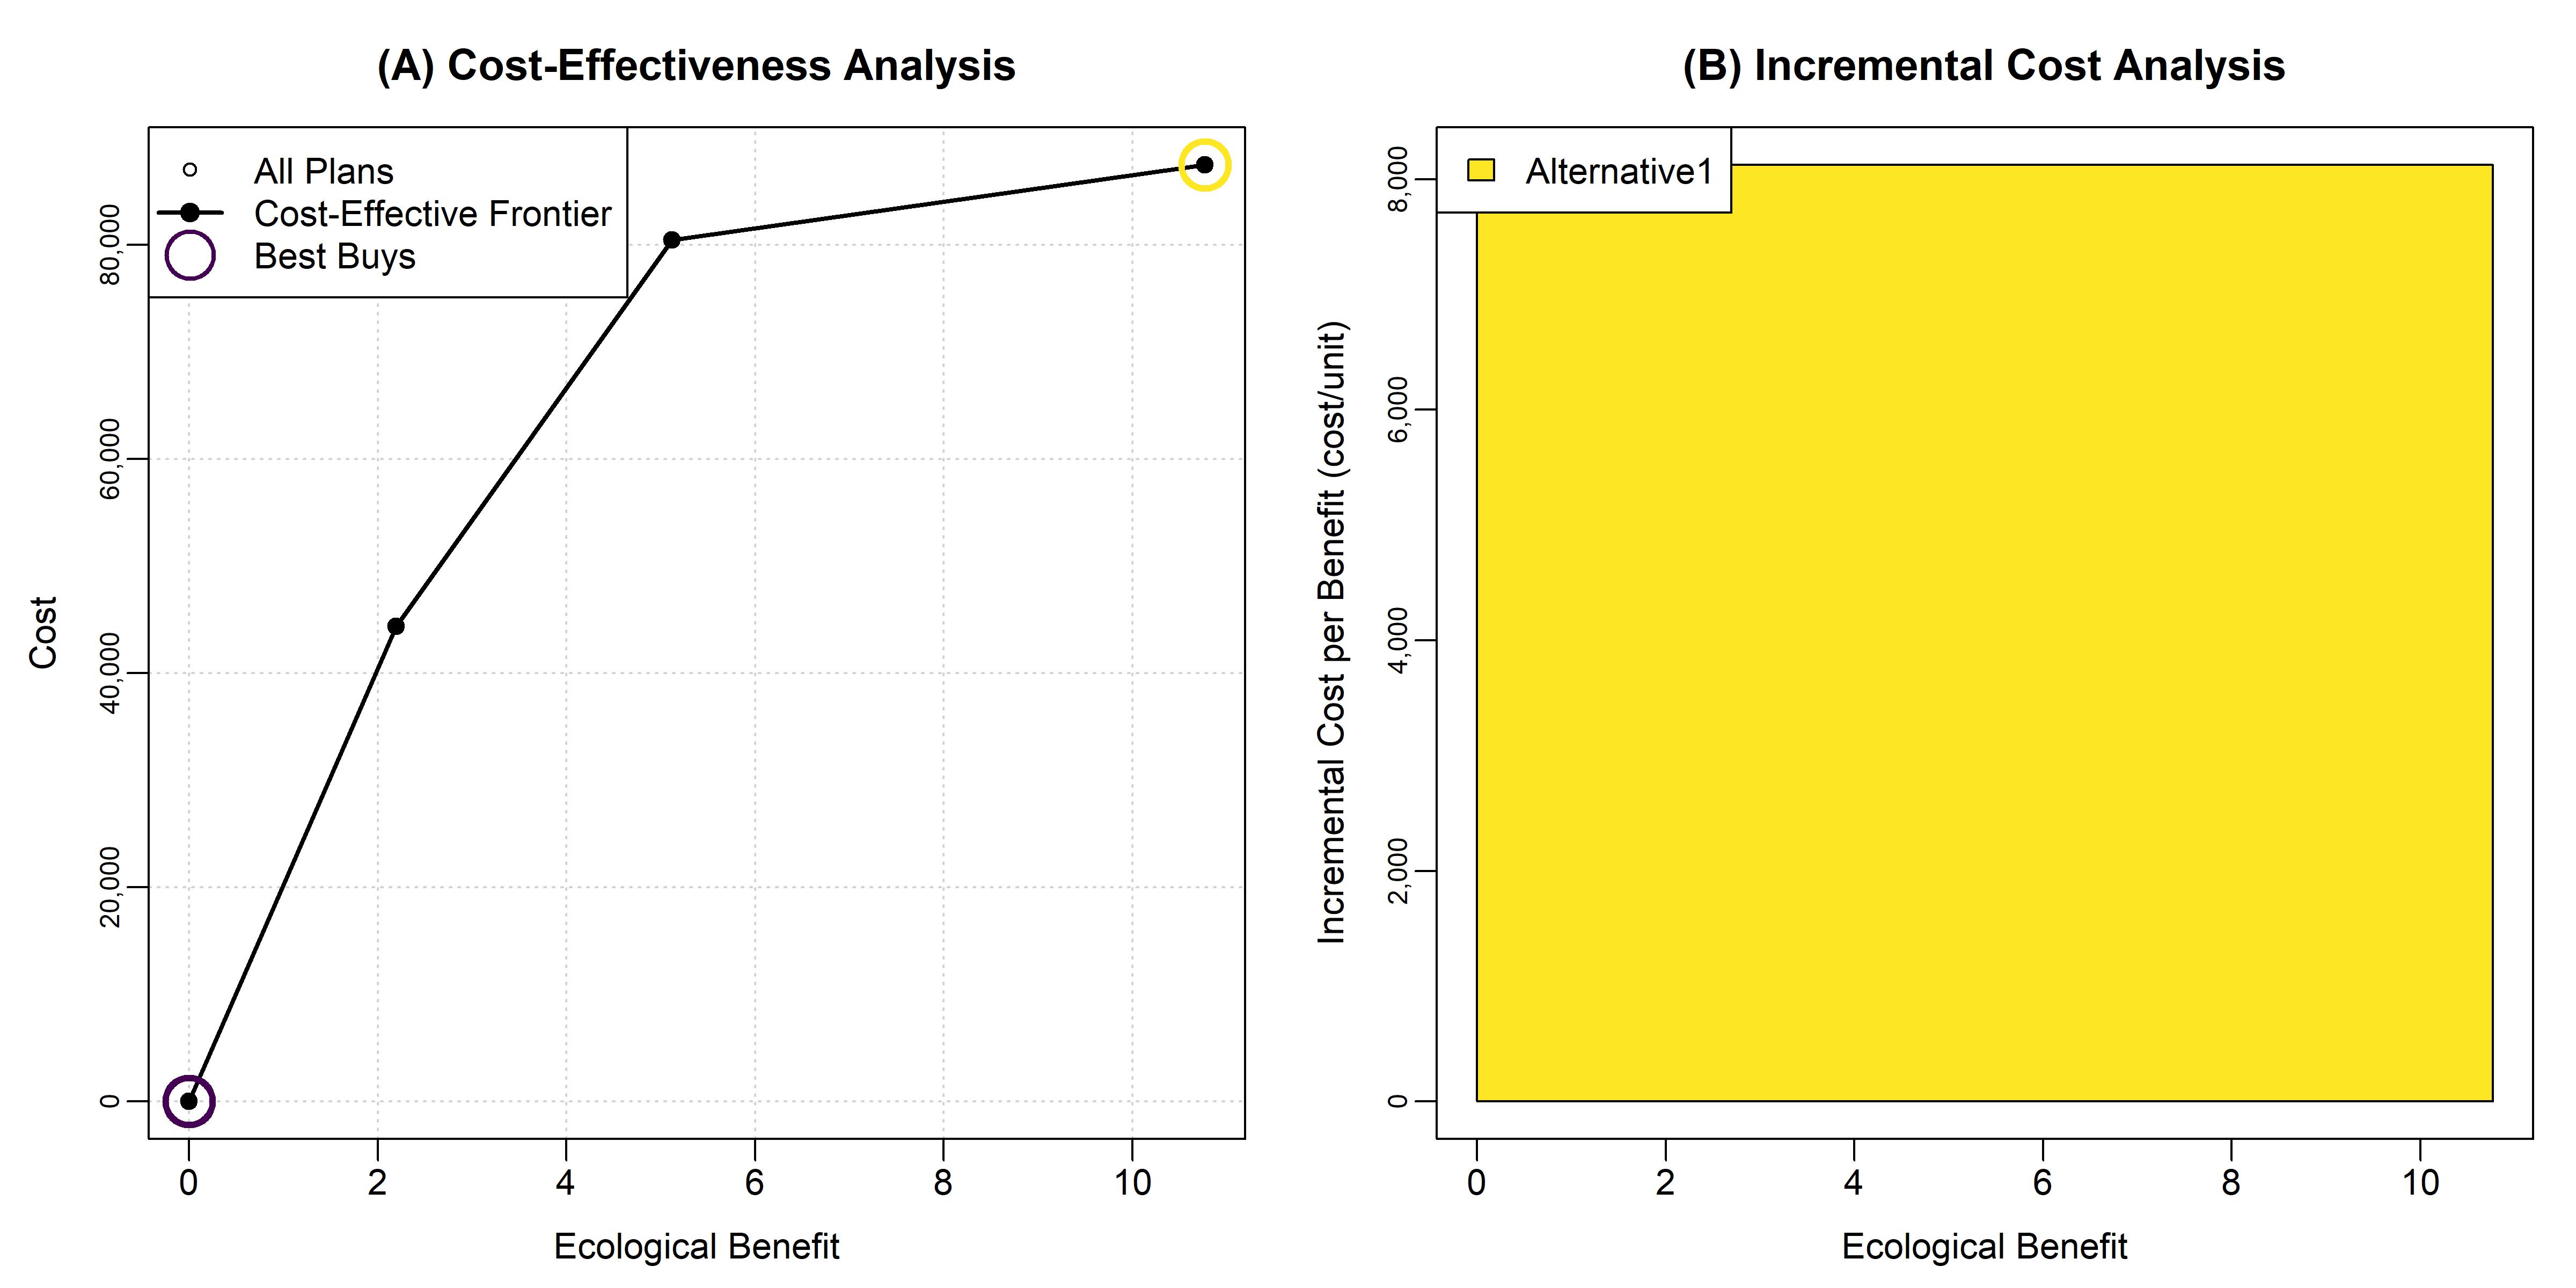 (A) Cost-Effectiveness Analysis
All Plans
Cost-Effective Frontier
Best Buys
Cost
80,000
60,000
40,000
20,000
0
0 2 4 6 8 10
Ecological Benefit
(B) Incremental Cost Analysis
Alternative1
Incremental Cost per Benefit (cost/unit)
8,000
6,000
4,000
2,000
0
0 2 4 6 8 10
Ecological Benefit